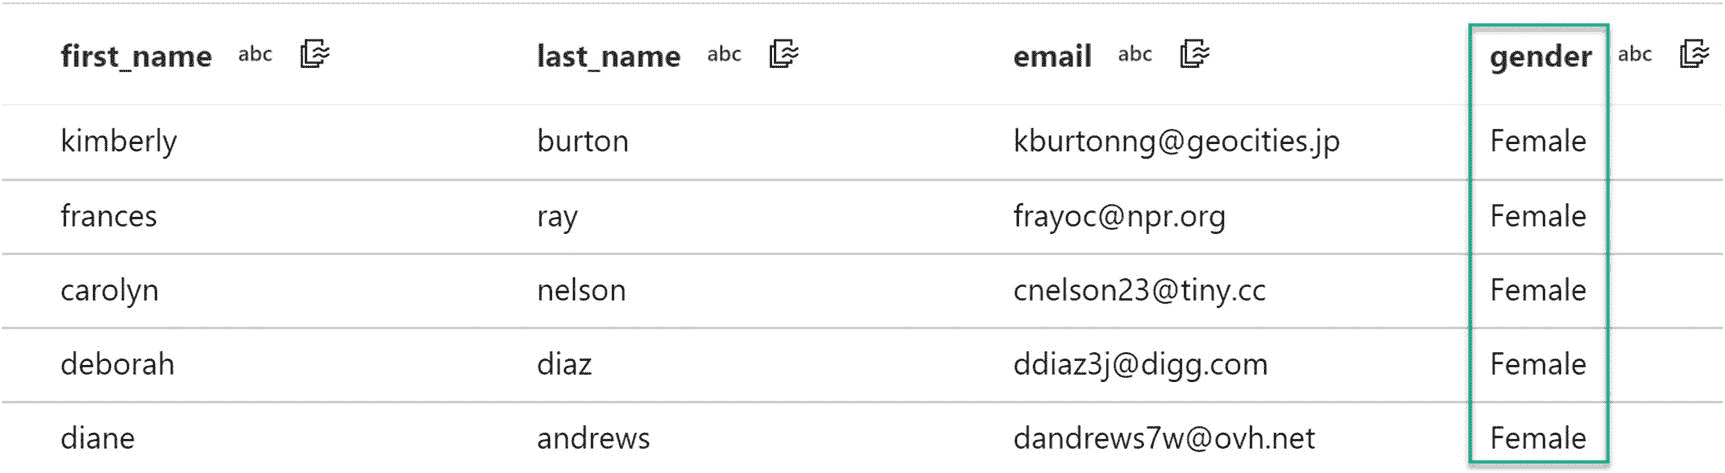 first_name abc last_name abc email abc gender abc
kimberly burton kburtonng@geocities.jp Female
frances ray frayoc@npr.org Female
carolyn nelson cnelson23@tiny.cc Female
deborah diaz ddiaz3j@digg.com Female
diane andrews dandrews7w@ovh.net Female